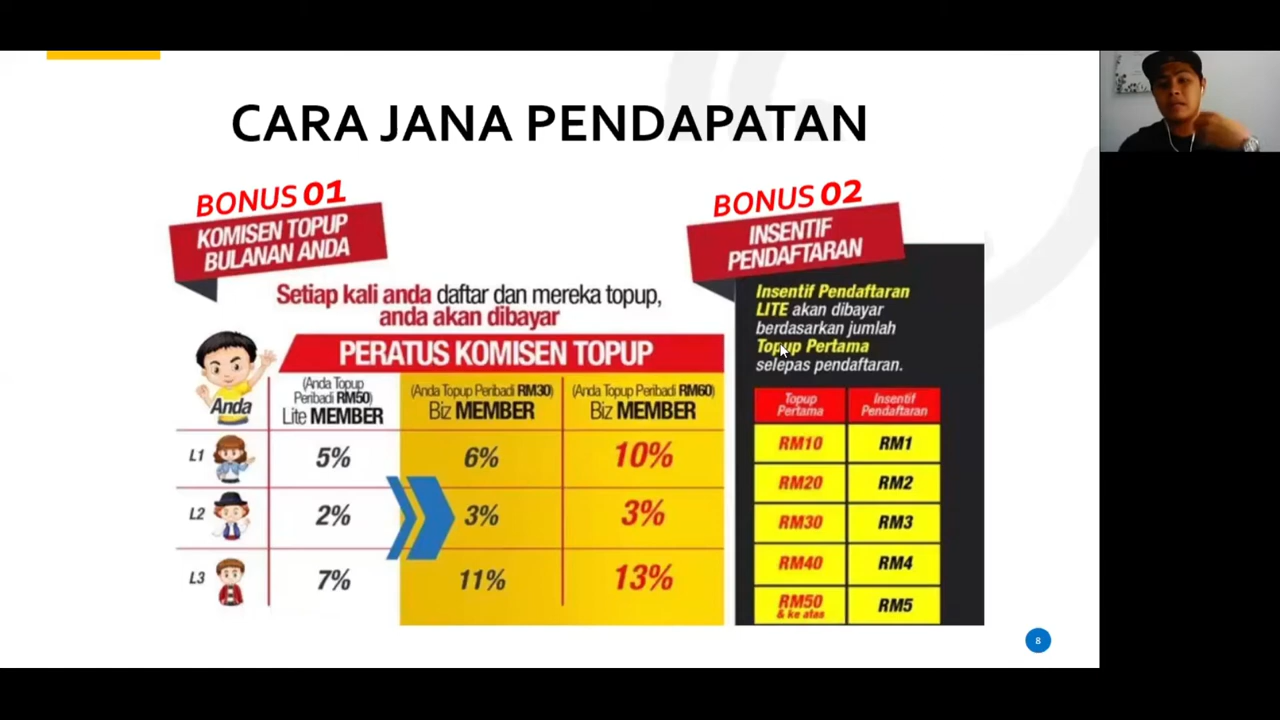 CARA JANA PENDAPATAN
BONUS 01
KOMISEN TOPUP
BULANAN ANDA
Setiap kali anda daftar dan mereka topup,
anda akan dibayar
PERATUS KOMISEN TOPUP
Anda
(Anda Topup
Peribadi RM50)
Lite MEMBER
(Anda Topup Peribadi RM30)
Biz MEMBER
(Anda Topup Peribadi RM60)
Biz MEMBER
L1 5% 6% 10%
L2 2% 3% 3%
L3 7% 11% 13%
BONUS 02
INSENTIF
PENDAFTARAN
Insentif Pendaftaran
LITE akan dibayar
berdasarkan jumlah
Topup Pertama
selepas pendaftaran.
Topup
Pertama
Insentif
Pendaftaran
RM10 RM1
RM20 RM2
RM30 RM3
RM40 RM4
RM50
& ke atas
RM5
8